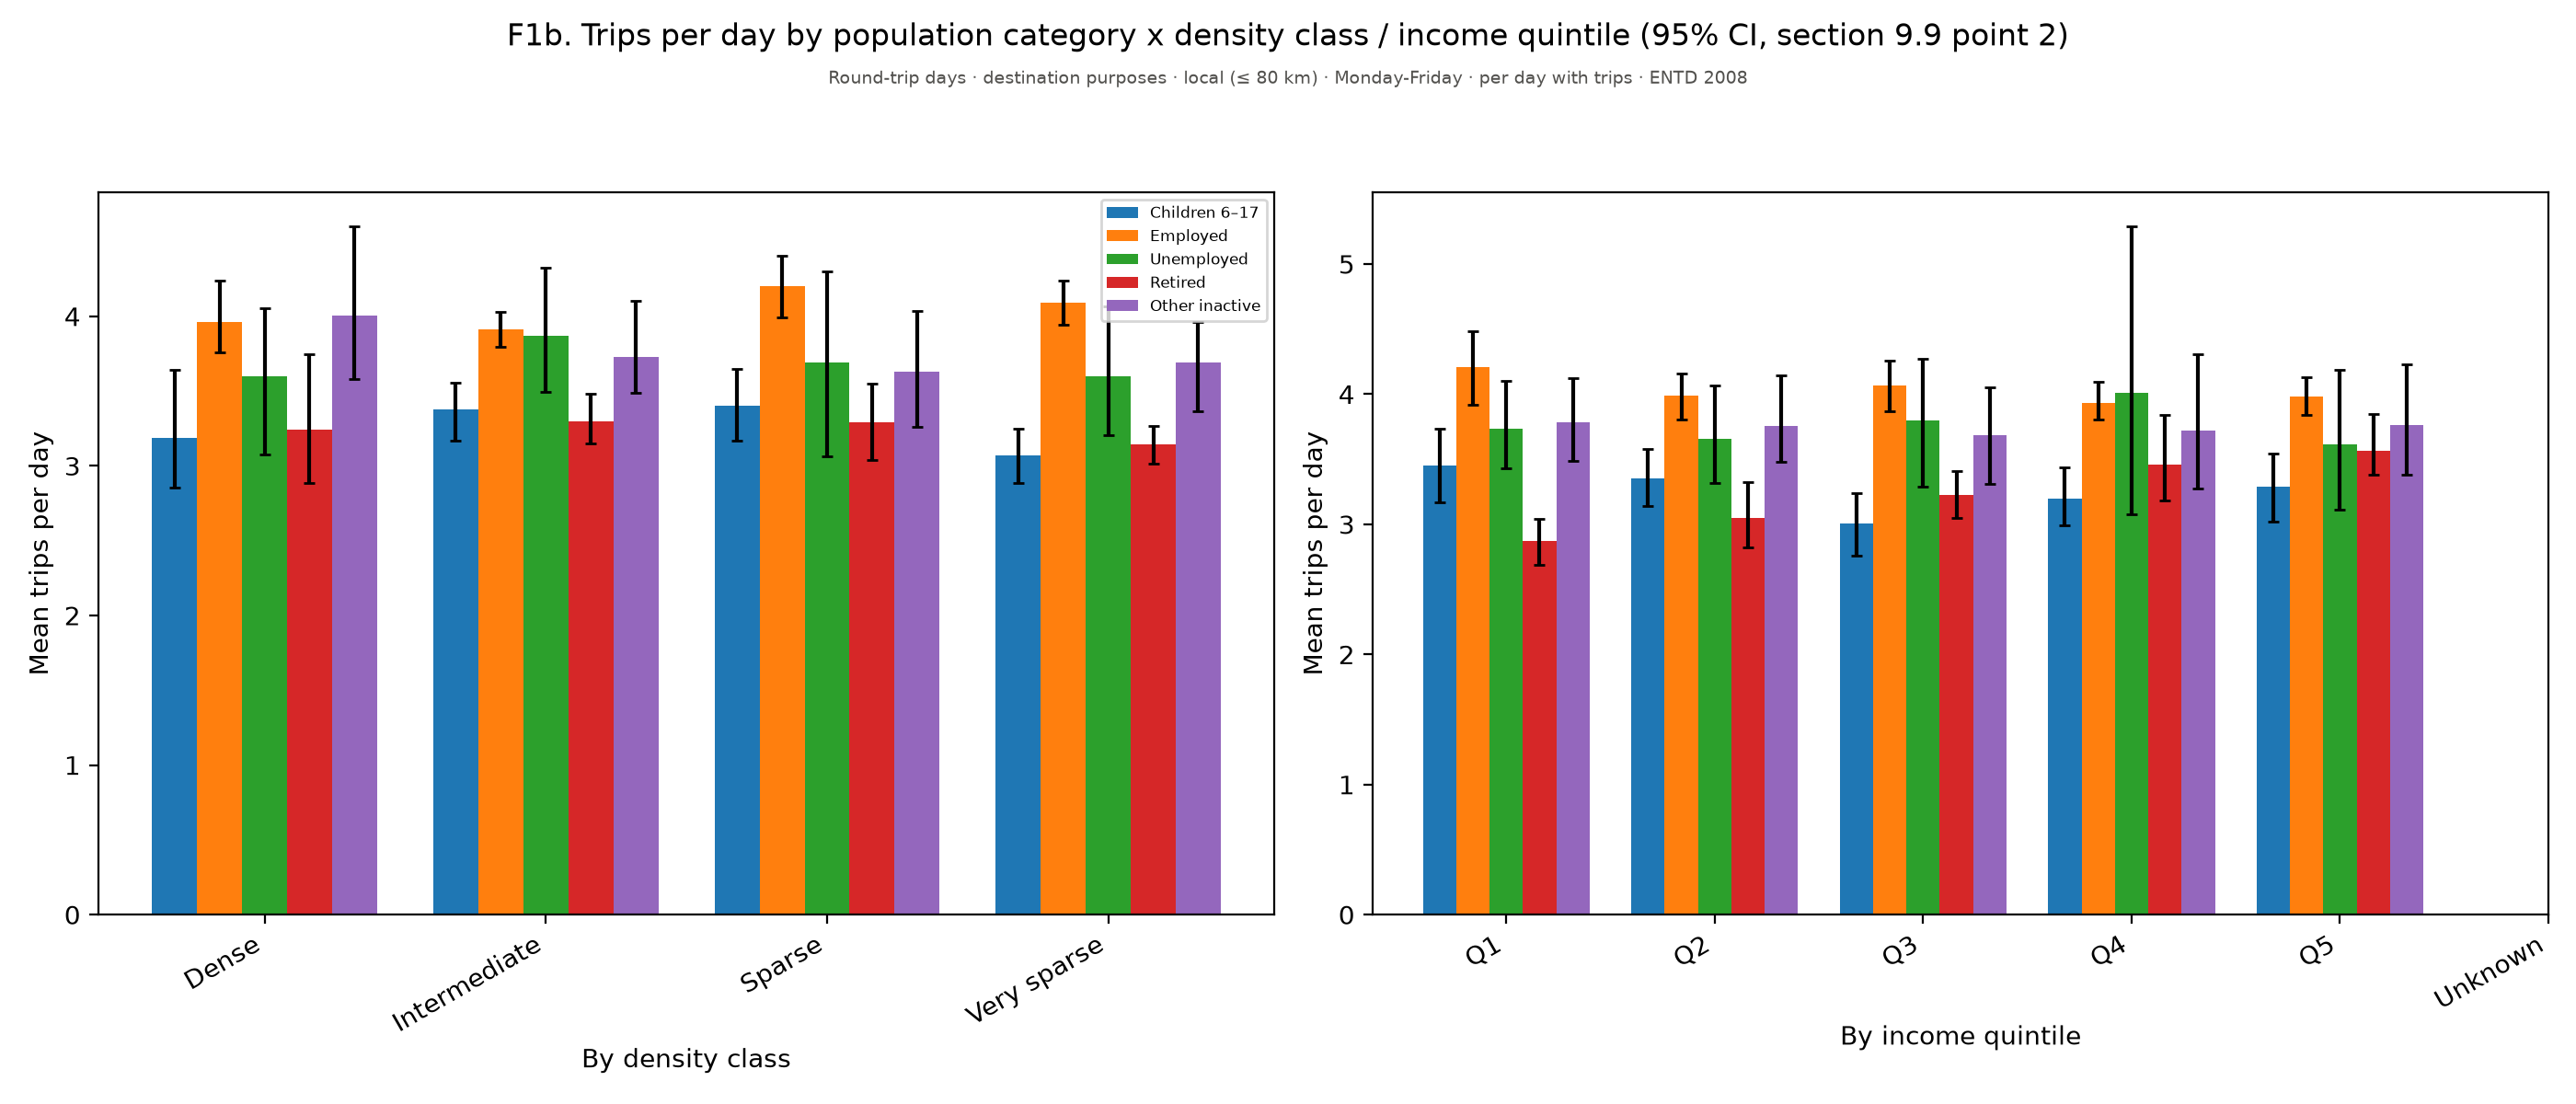 F1b. Trips per day by population category x density class / income quintile (95% CI, section 9.9 point 2)
Round-trip days · destination purposes · local (≤ 80 km) · Monday-Friday · per day with trips · ENTD 2008
Mean trips per day
4
3
2
1
0
Children 6–17
Employed
Unemployed
Retired
Other inactive
Dense
Intermediate
Sparse
Very sparse
By density class
Mean trips per day
5
4
3
2
1
0
Q1
Q2
Q3
Q4
Q5
Unknown
By income quintile